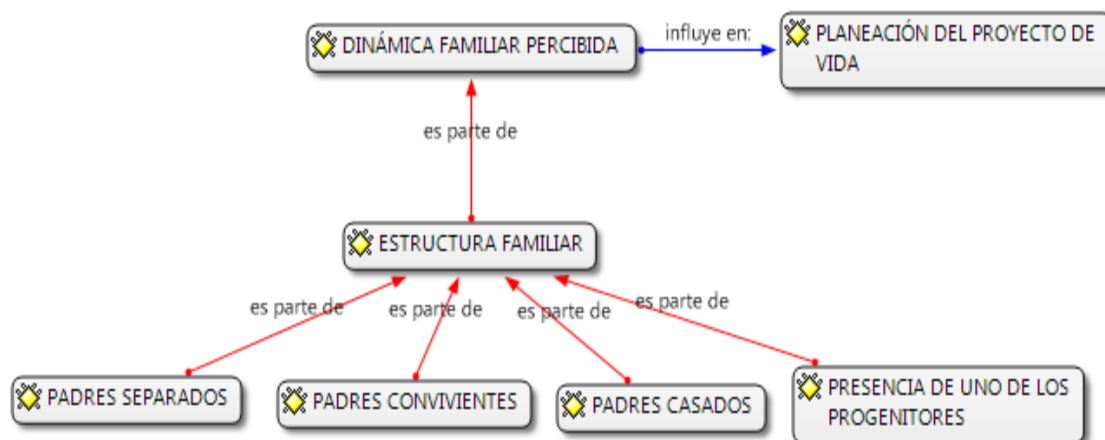 DINÁMICA FAMILIAR PERCIBIDA
influye en:
PLANEACIÓN DEL PROYECTO DE
VIDA
es parte de
ESTRUCTURA FAMILIAR
es parte de
es parte de
es parte de
es parte de
PADRES SEPARADOS
PADRES CONVIVIENTES
PADRES CASADOS
PRESENCIA DE UNO DE LOS
PROGENITORES